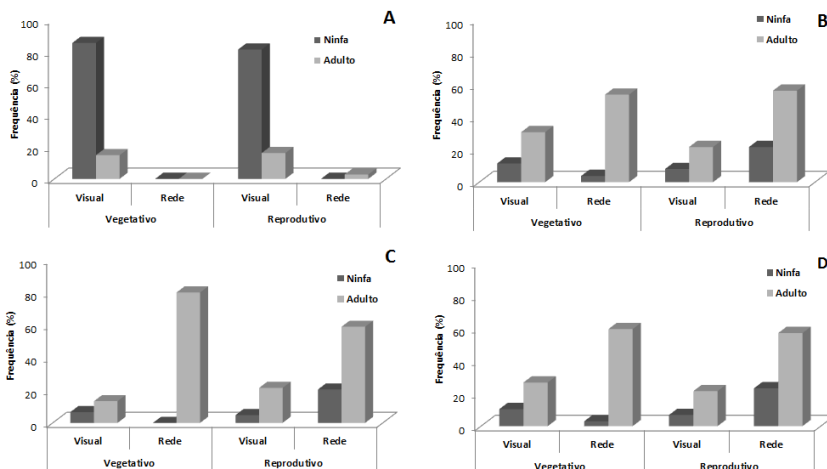 A
100
80
60
40
20
0
Frequência (%)
Ninfa
Adulto
Visual Rede Visual Rede
Vegetativo Reprodutivo
B
100
80
60
40
20
0
Frequência (%)
Ninfa
Adulto
Visual Rede Visual Rede
Vegetativo Reprodutivo
C
100
80
60
40
20
0
Frequência (%)
Ninfa
Adulto
Visual Rede Visual Rede
Vegetativo Reprodutivo
D
100
80
60
40
20
0
Frequência (%)
Ninfa
Adulto
Visual Rede Visual Rede
Vegetativo Reprodutivo